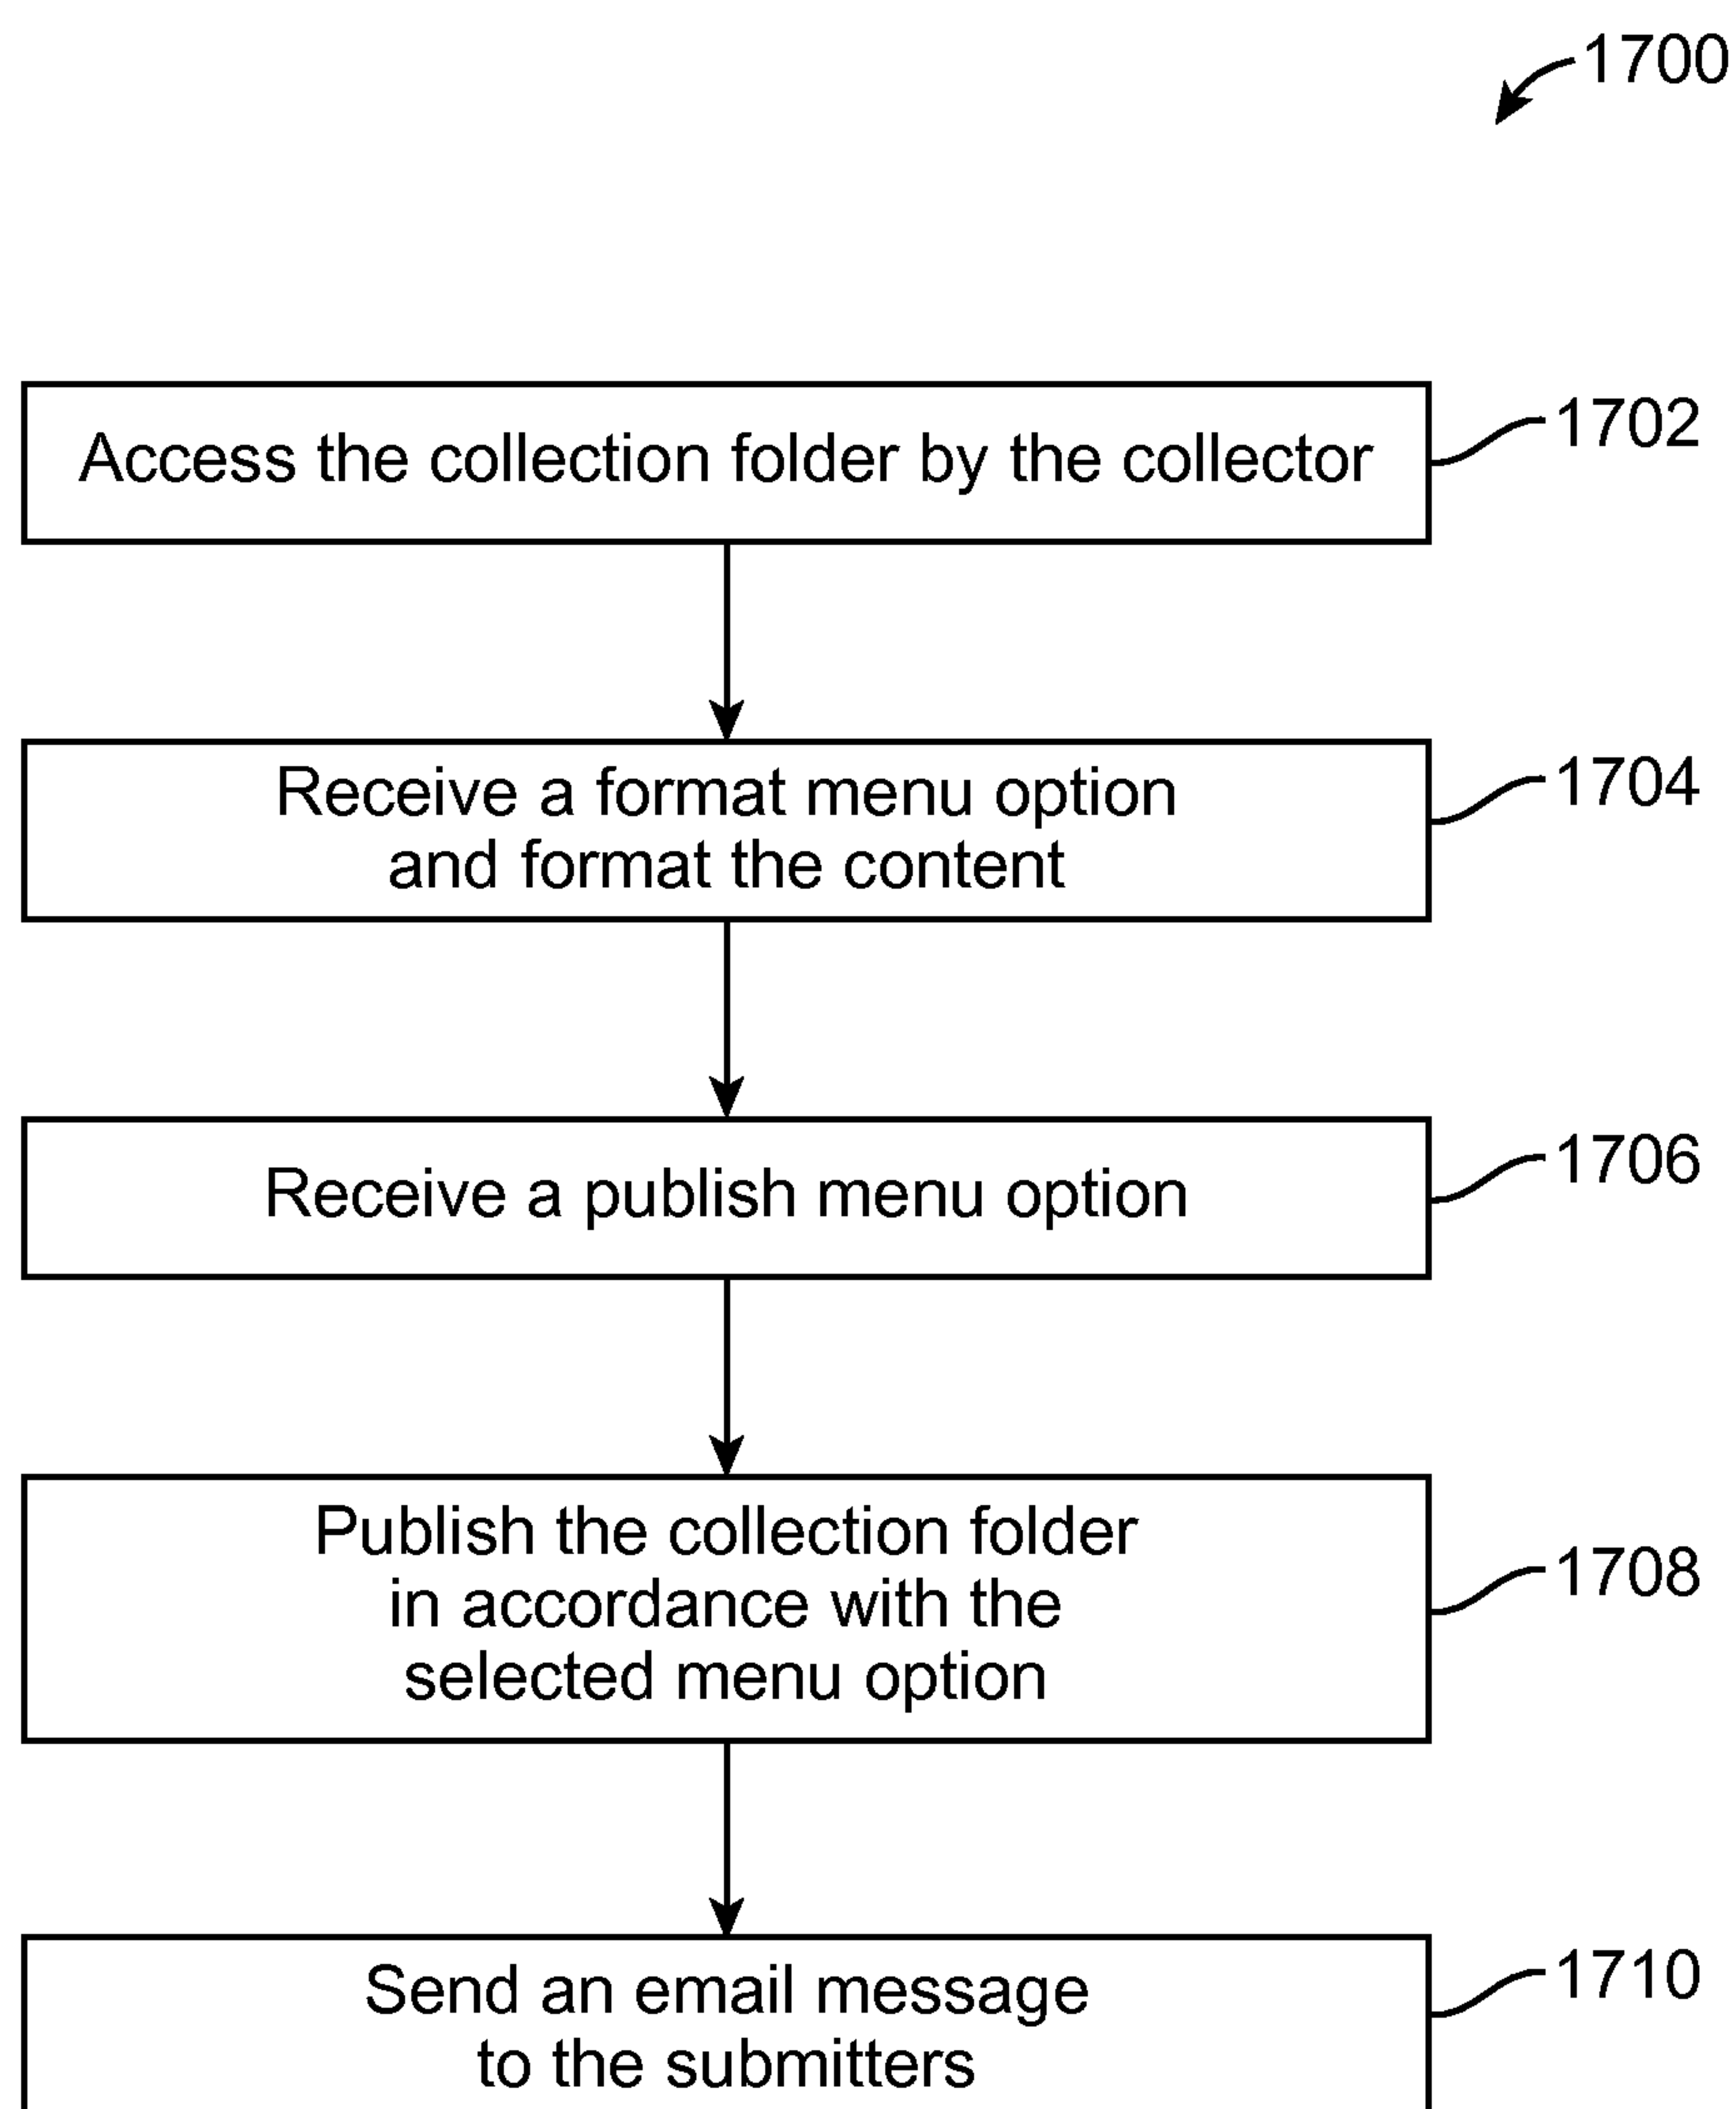 1700
Access the collection folder by the collector
1702
Receive a format menu option
and format the content
1704
Receive a publish menu option
1706
Publish the collection folder
in accordance with the
selected menu option
1708
Send an email message
to the submitters
1710